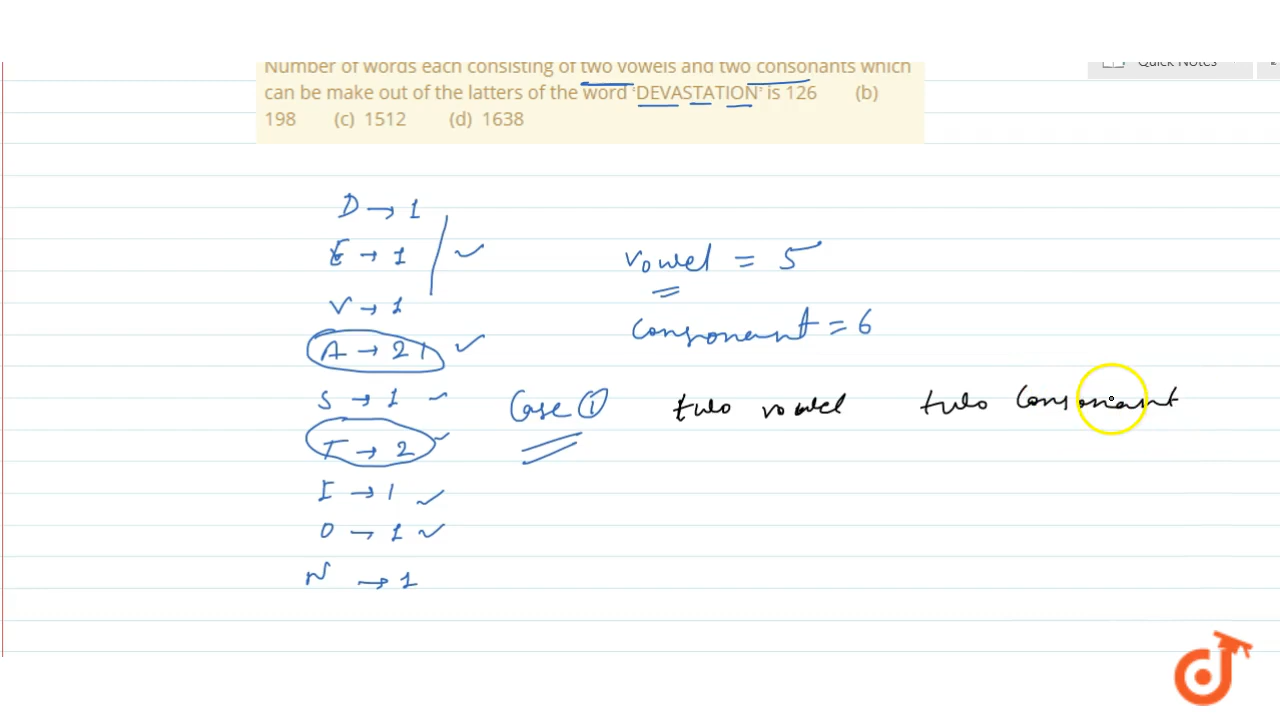 Number of words each consisting of two vowels and two consonants which
can be make out of the latters of the word 'DEVASTATION' is 126 (b)
198 (c) 1512 (d) 1638
Quick Notes
D → 1
E → 1
V → 1
A → 2
S → 1
T → 2
I → 1
O → 1
N → 1
vowel = 5
consonant = 6
Case ① two vowel two consonant